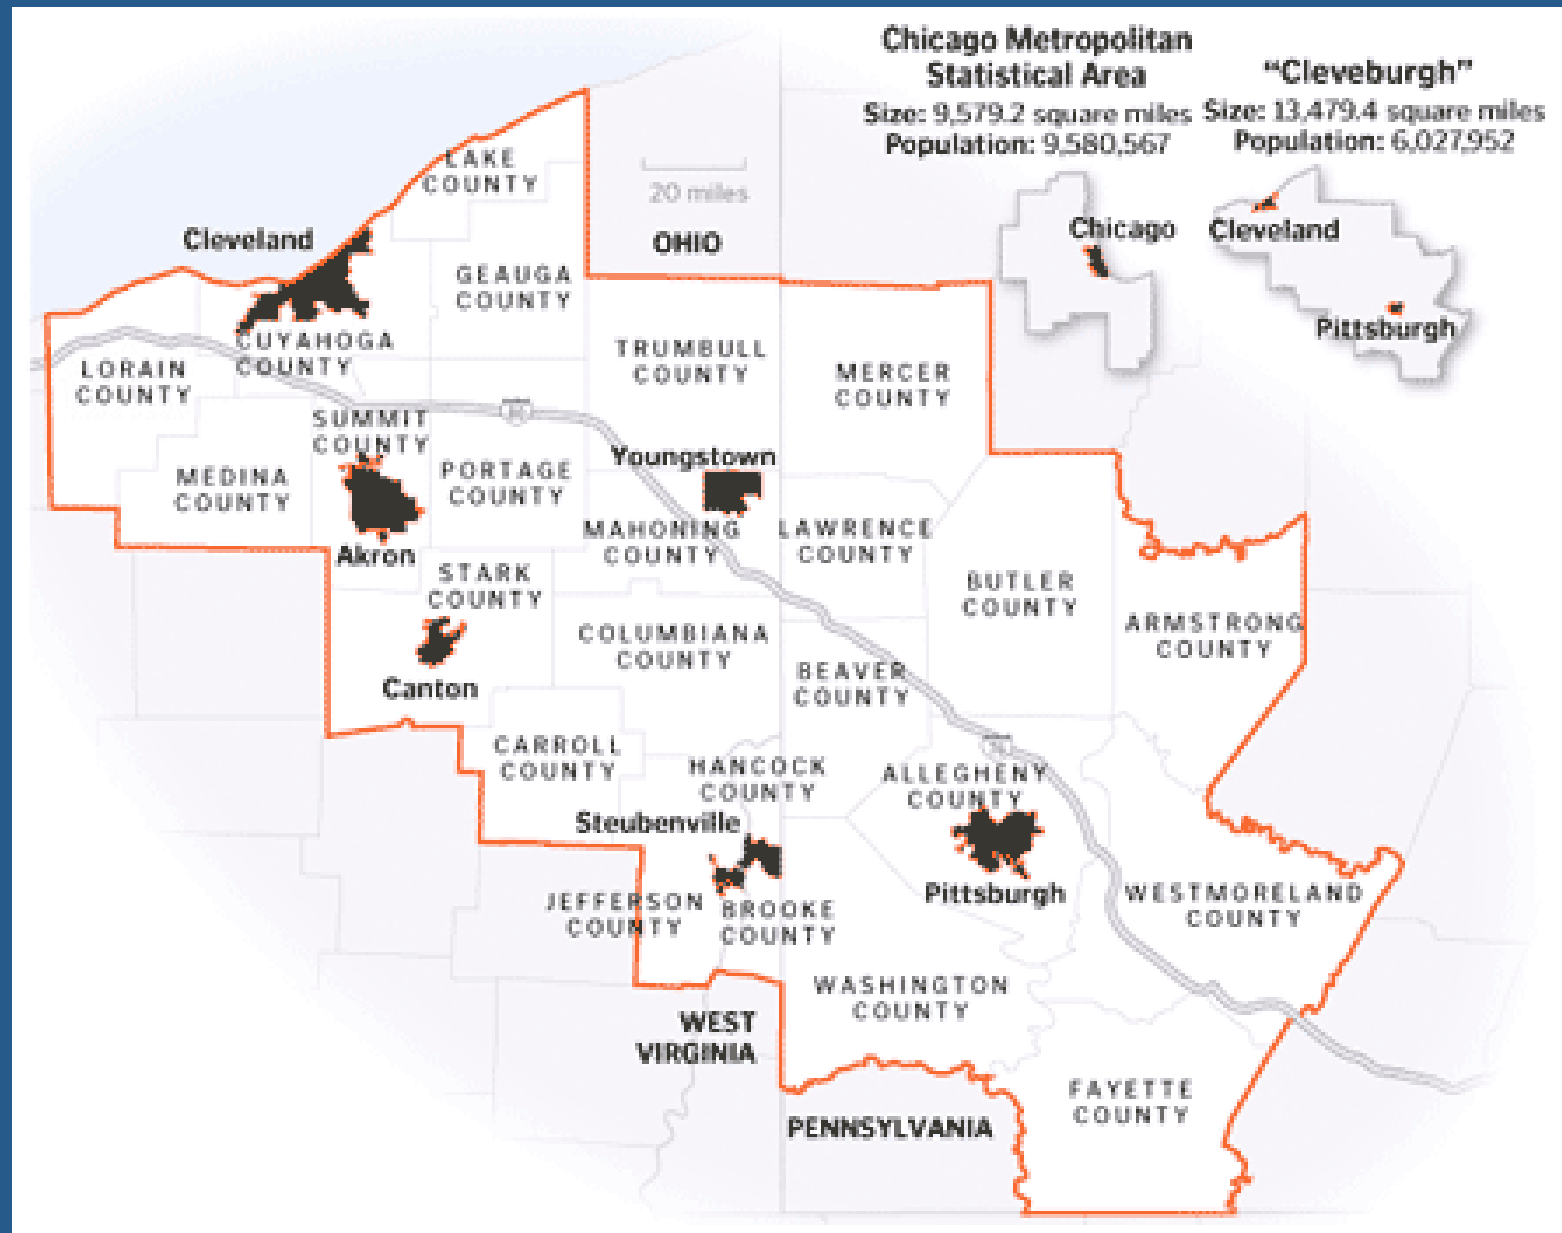 Chicago Metropolitan
Statistical Area
Size: 9,579.2 square miles
Population: 9,580,567
"Cleveburgh"
Size: 13,479.4 square miles
Population: 6,027,952
Chicago
Cleveland
Pittsburgh
20 miles
OHIO
LAKE
COUNTY
Cleveland
GEAUGA
COUNTY
CUYAHOGA
COUNTY
LORAIN
COUNTY
TRUMBULL
COUNTY
MERCER
COUNTY
SUMMIT
COUNTY
80
MEDINA
COUNTY
PORTAGE
COUNTY
Youngstown
MAHONING
COUNTY
LAWRENCE
COUNTY
Akron
STARK
COUNTY
BUTLER
COUNTY
ARMSTRONG
COUNTY
COLUMBIANA
COUNTY
BEAVER
COUNTY
Canton
CARROLL
COUNTY
76
HANCOCK
COUNTY
ALLEGHENY
COUNTY
Steubenville
Pittsburgh
WESTMORELAND
COUNTY
JEFFERSON
COUNTY
BROOKE
COUNTY
WASHINGTON
COUNTY
WEST
VIRGINIA
FAYETTE
COUNTY
PENNSYLVANIA